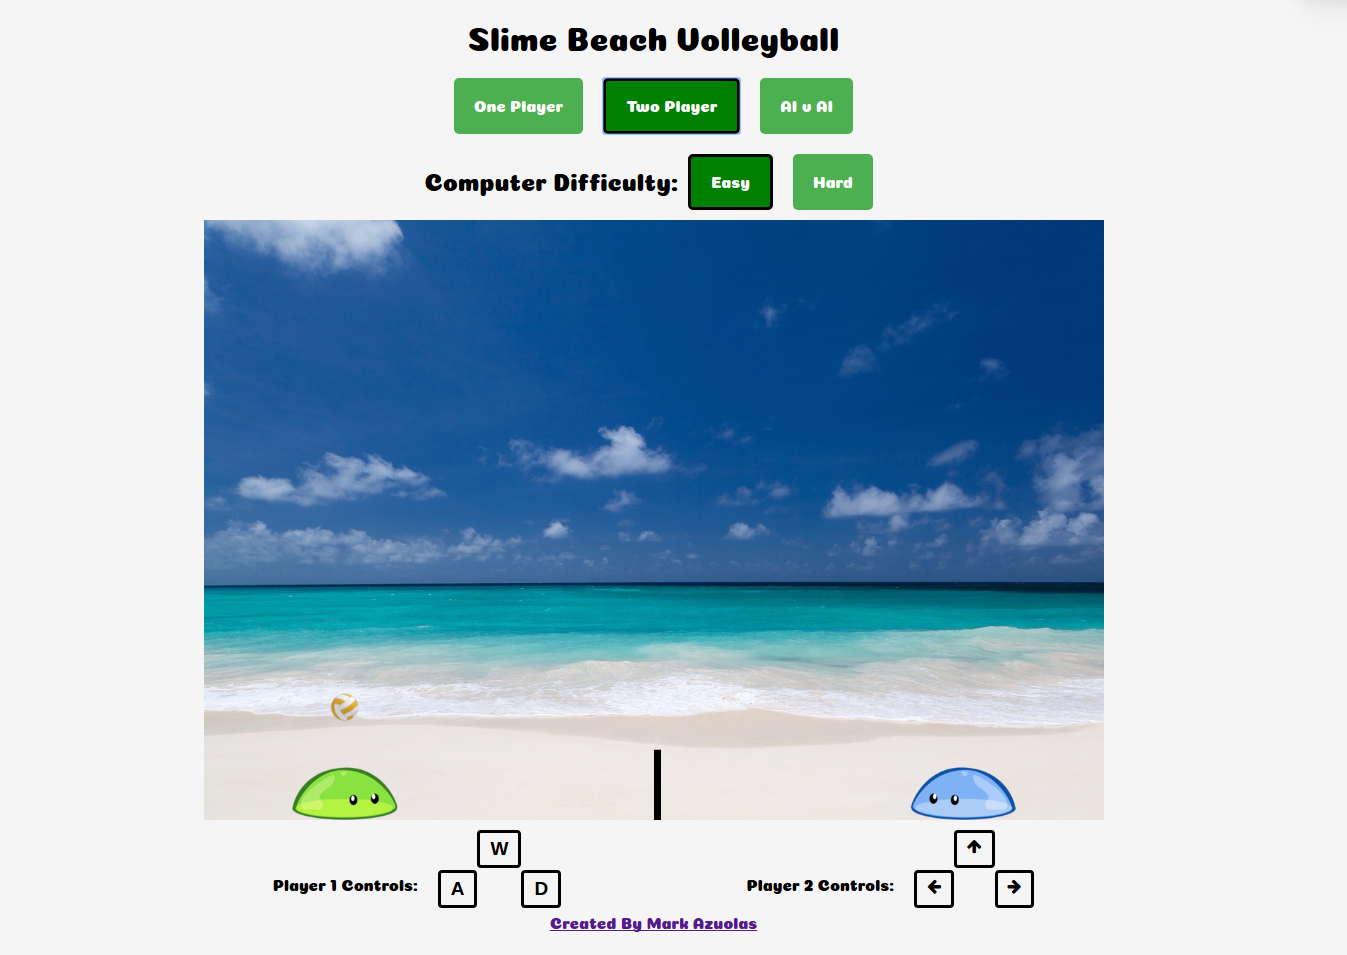 Slime Beach Volleyball
One Player Two Player AI v AI
Computer Difficulty: Easy Hard
W ↑
Player 1 Controls: A D Player 2 Controls: ← →
Created By Mark Azuolas